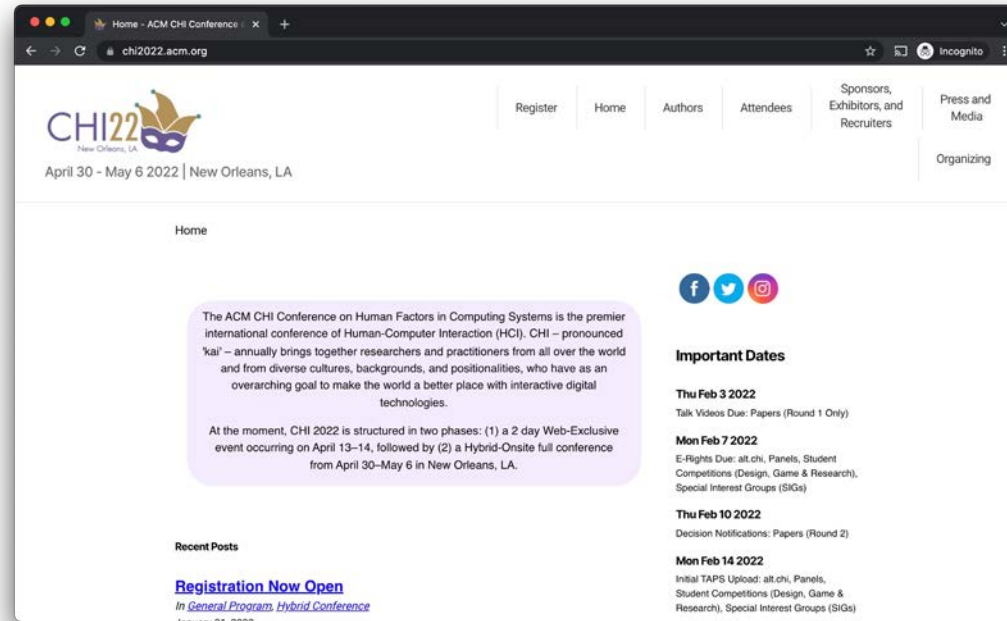 Home - ACM CHI Conference
chi2022.acm.org
Incognito
CHI22
New Orleans, LA
April 30 - May 6 2022 | New Orleans, LA
Register
Home
Authors
Attendees
Sponsors,
Exhibitors, and
Recruiters
Press and
Media
Organizing
Home
The ACM CHI Conference on Human Factors in Computing Systems is the premier
international conference of Human-Computer Interaction (HCI). CHI – pronounced
'kai' – annually brings together researchers and practitioners from all over the world
and from diverse cultures, backgrounds, and positionalities, who have as an
overarching goal to make the world a better place with interactive digital
technologies.
At the moment, CHI 2022 is structured in two phases: (1) a 2 day Web-Exclusive
event occurring on April 13–14, followed by (2) a Hybrid-Onsite full conference
from April 30–May 6 in New Orleans, LA.
Recent Posts
Registration Now Open
In General Program, Hybrid Conference
Important Dates
Thu Feb 3 2022
Talk Videos Due: Papers (Round 1 Only)
Mon Feb 7 2022
E-Rights Due: alt.chi, Panels, Student
Competitions (Design, Game & Research),
Special Interest Groups (SIGs)
Thu Feb 10 2022
Decision Notifications: Papers (Round 2)
Mon Feb 14 2022
Initial TAPS Upload: alt.chi, Panels,
Student Competitions (Design, Game &
Research), Special Interest Groups (SIGs)